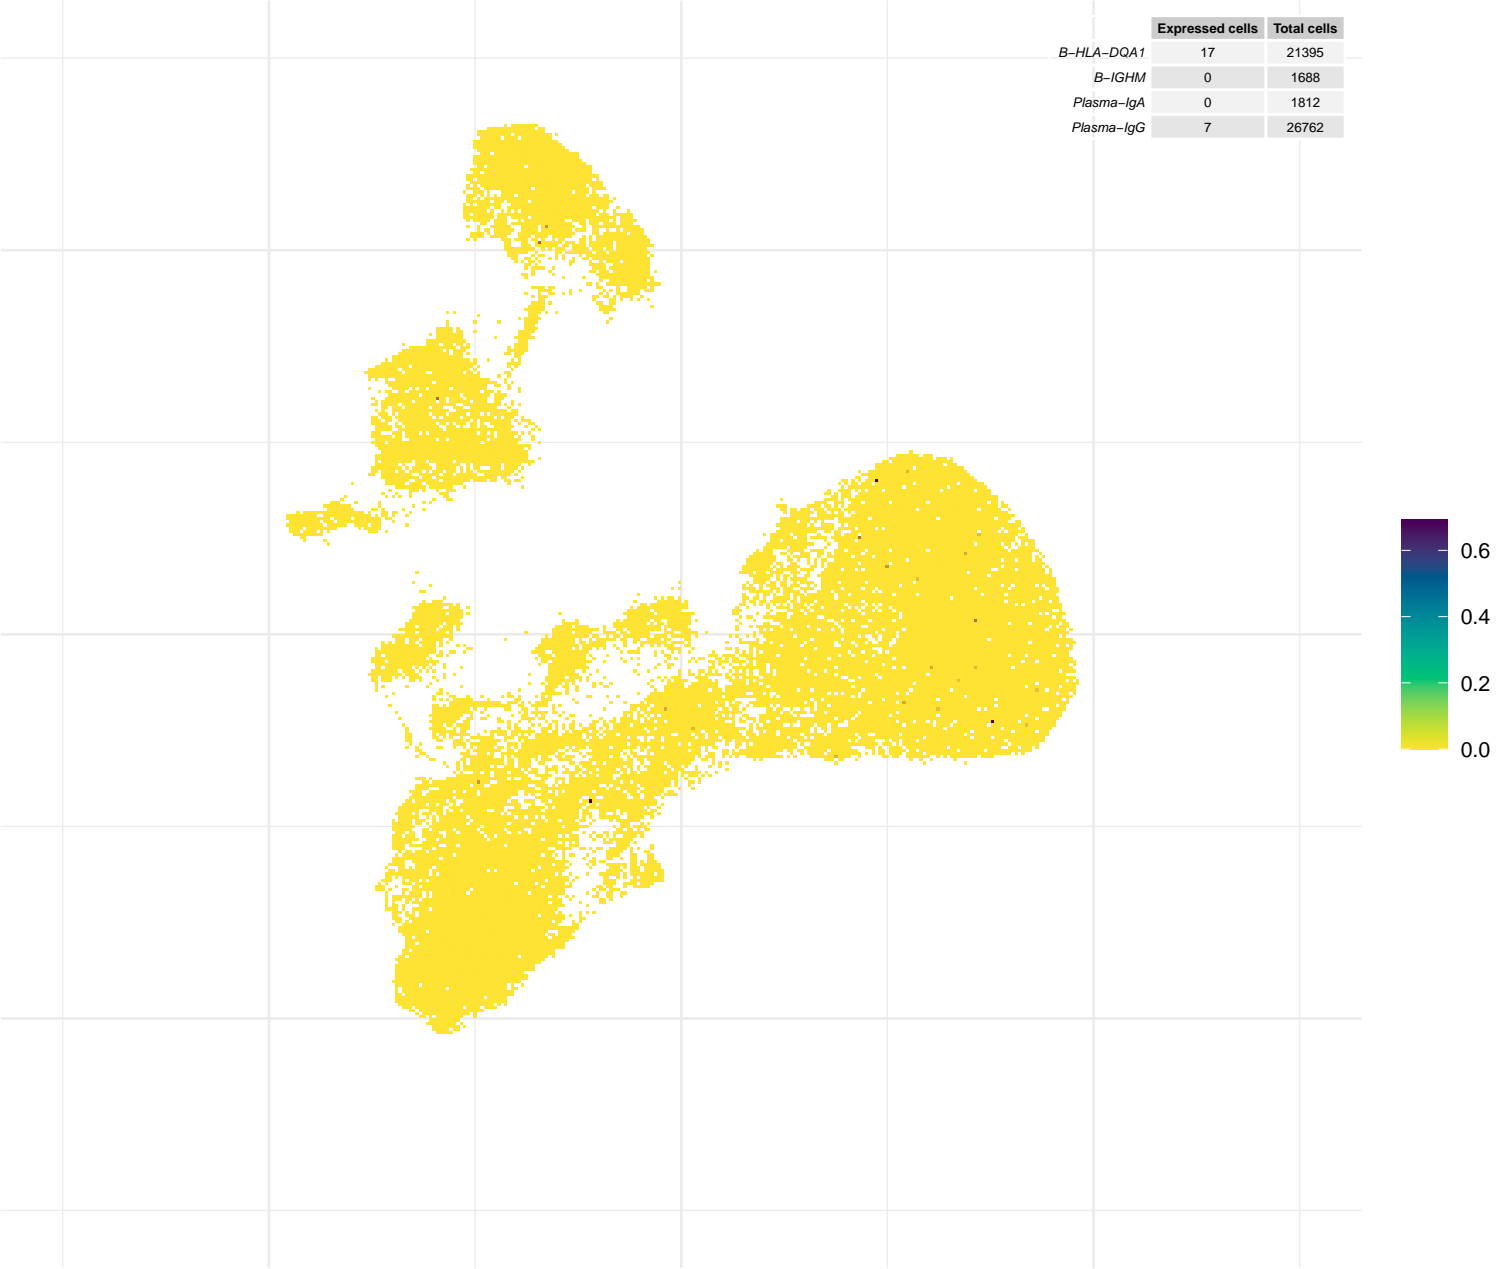 Expressed cells Total cells
B−HLA−DQA1 17 21395
B−IGHM 0 1688
Plasma−IgA 0 1812
Plasma−IgG 7 26762
0.6
0.4
0.2
0.0